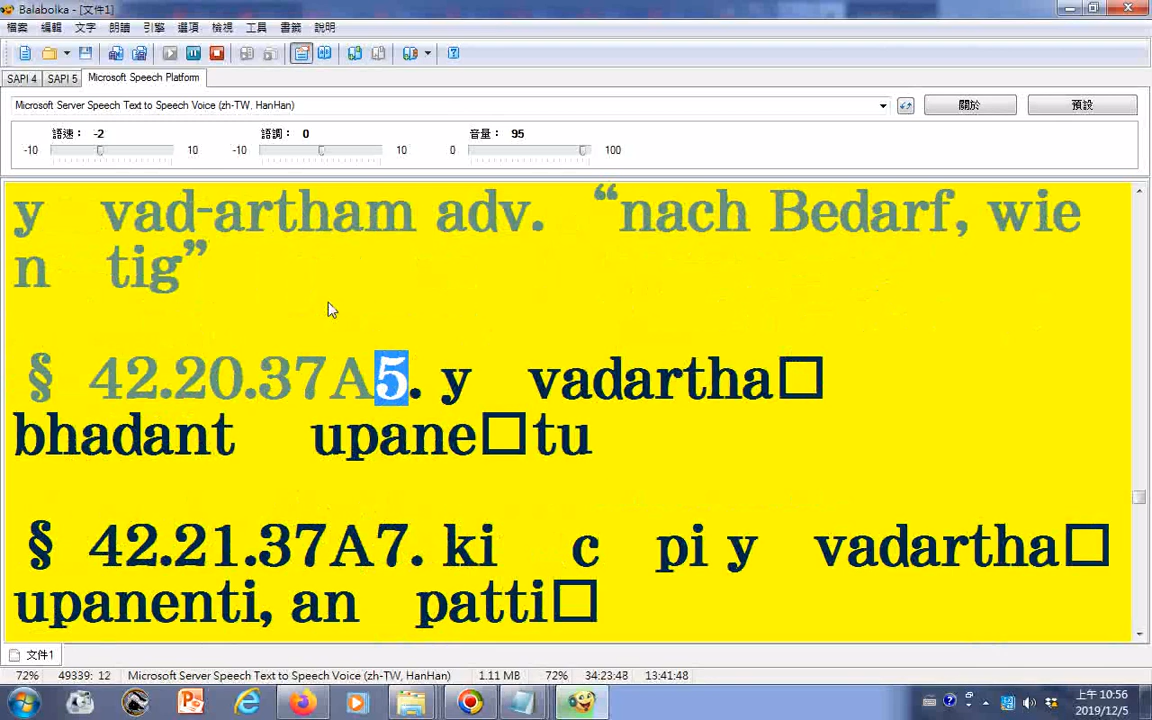 Balabolka - [文件1]
檔案 編輯 文字 朗讀 引擎 選項 檢視 工具 書籤 說明
SAPI 4 SAPI 5 Microsoft Speech Platform
Microsoft Server Speech Text to Speech Voice (zh-TW, HanHan) 關於 預設
語速： -2 語調： 0 音量： 95
-10 10 -10 10 0 100
y vad-artham adv. “nach Bedarf, wie
n tig”
§ 42.20.37A5. y vadartha□
bhadant upane□tu
§ 42.21.37A7. ki c pi y vadartha□
upanenti, an patti□
文件1
72% 49339: 12 Microsoft Server Speech Text to Speech Voice (zh-TW, HanHan) 1.11 MB 72% 34:23:48 13:41:48
上午 10:56
2019/12/5